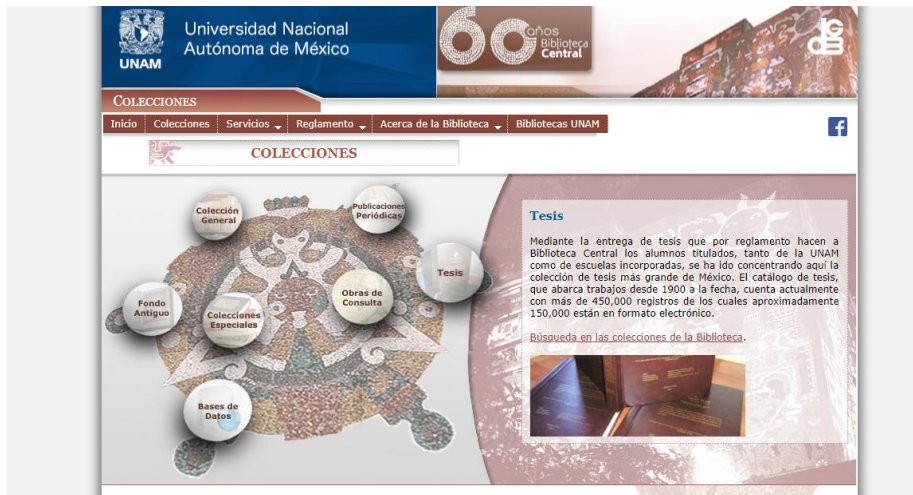 Universidad Nacional
Autónoma de México
UNAM
60 años
Biblioteca
Central
COLECCIONES
Inicio Colecciones Servicios Reglamento Acerca de la Biblioteca Bibliotecas UNAM
COLECCIONES
Colección
General
Publicaciones
Periódicas
Tesis
Obras de
Consulta
Fondo
Antiguo
Colecciones
Especiales
Bases de
Datos
Tesis
Mediante la entrega de tesis que por reglamento hacen a
Biblioteca Central los alumnos titulados, tanto de la UNAM
como de escuelas incorporadas, se ha ido concentrando aquí la
colección de tesis más grande de México. El catálogo de tesis,
que abarca trabajos desde 1900 a la fecha, cuenta actualmente
con más de 450,000 registros de los cuales aproximadamente
150,000 están en formato electrónico.
Búsqueda en las colecciones de la Biblioteca.